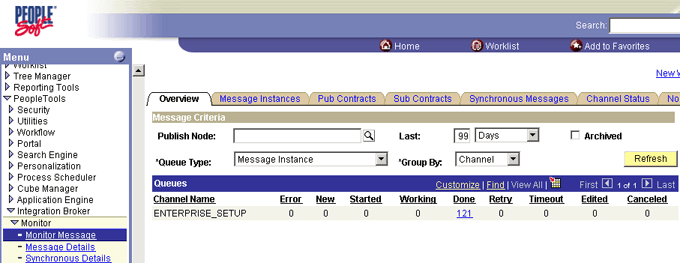 PEOPLE
Soft
Search:
Home Worklist Add to Favorites
Menu
Worklist
Tree Manager
Reporting Tools
PeopleTools
Security
Utilities
Workflow
Portal
Search Engine
Personalization
Process Scheduler
Cube Manager
Application Engine
Integration Broker
Monitor
Monitor Message
Message Details
Synchronous Details
New W
Overview Message Instances Pub Contracts Sub Contracts Synchronous Messages Channel Status No
Message Criteria
Publish Node: Last: 99 Days Archived
*Queue Type: Message Instance *Group By: Channel Refresh
Queues Customize | Find | View All | First 1 of 1 Last
Channel Name Error New Started Working Done Retry Timeout Edited Canceled
ENTERPRISE_SETUP 0 0 0 0 121 0 0 0 0